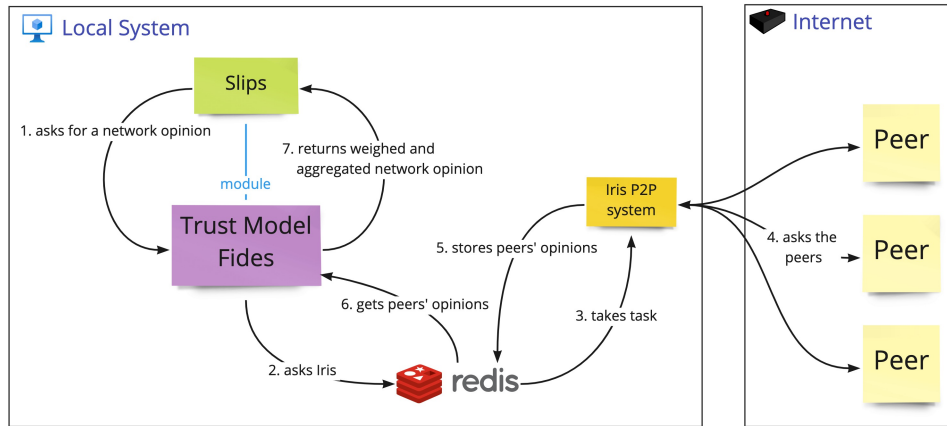 Local System
Internet
Slips
1. asks for a network opinion
7. returns weighed and
aggregated network opinion
module
Trust Model
Fides
Iris P2P
system
5. stores peers' opinions
6. gets peers' opinions
3. takes task
2. asks Iris
redis
4. asks the
peers
Peer
Peer
Peer